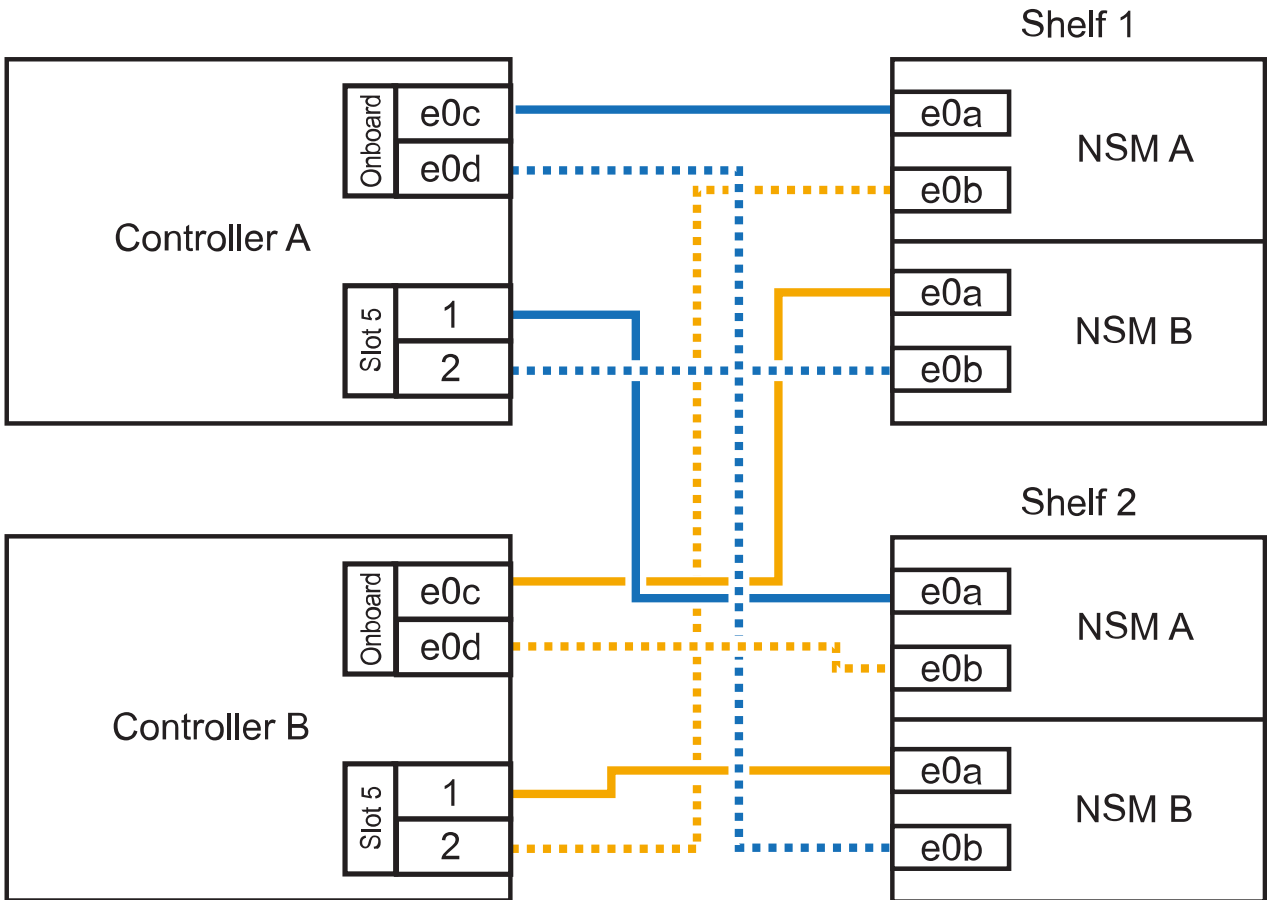 Shelf 1
Controller A
Onboard
e0c
e0d
Slot 5
1
2
e0a
e0b
NSM A
e0a
e0b
NSM B
Shelf 2
Controller B
Onboard
e0c
e0d
Slot 5
1
2
e0a
e0b
NSM A
e0a
e0b
NSM B